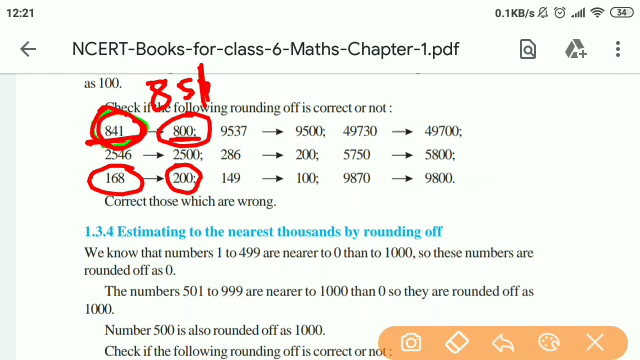 12:21 0.1KB/s 34
NCERT-Books-for-class-6-Maths-Chapter-1.pdf
as 100.
85
Check if the following rounding off is correct or not :
841 → 800; 9537 → 9500; 49730 → 49700;
2546 → 2500; 286 → 200; 5750 → 5800;
168 → 200; 149 → 100; 9870 → 9800.
Correct those which are wrong.
1.3.4 Estimating to the nearest thousands by rounding off
We know that numbers 1 to 499 are nearer to 0 than to 1000, so these numbers are
rounded off as 0.
The numbers 501 to 999 are nearer to 1000 than 0 so they are rounded off as
1000.
Number 500 is also rounded off as 1000.
Check if the following rounding off is correct or not :